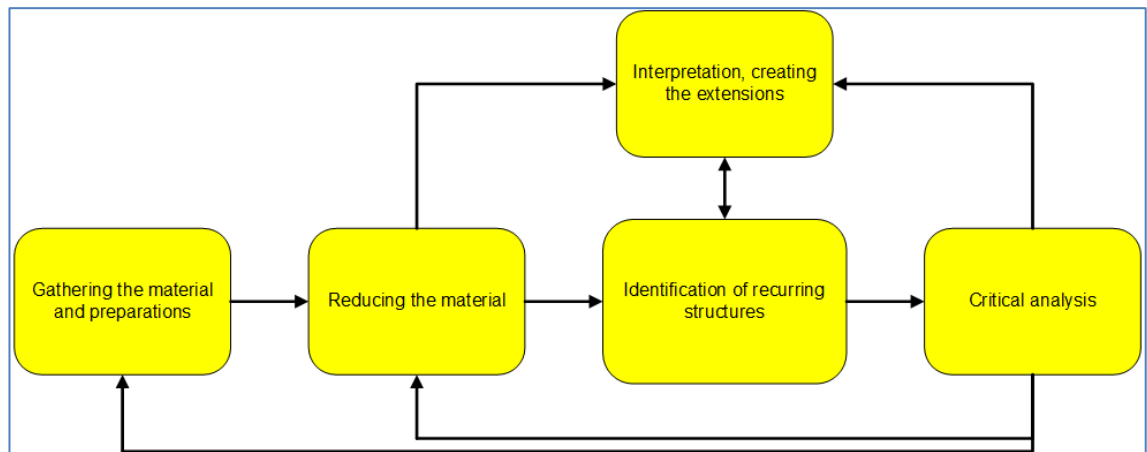 Interpretation, creating
the extensions
Gathering the material
and preparations
Reducing the material
Identification of recurring
structures
Critical analysis